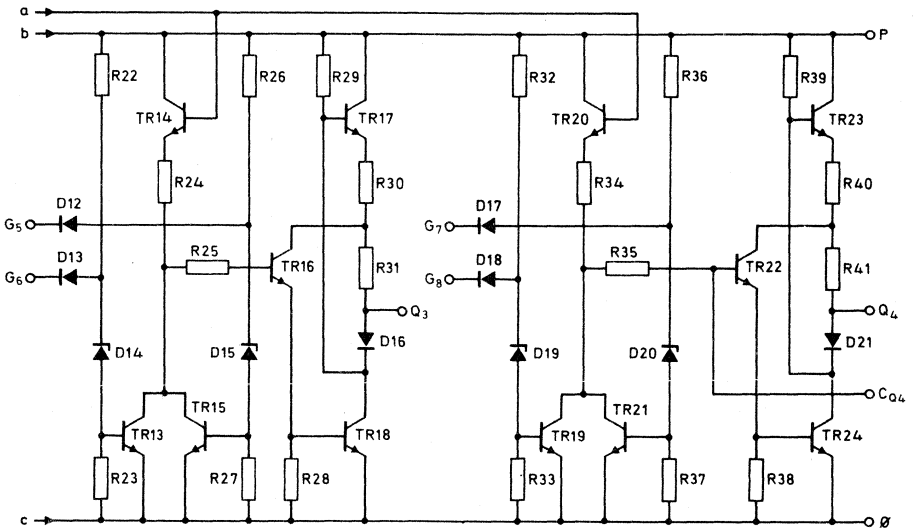 a
b P
R22 R26 R29 R32 R36 R39
TR14 TR17 TR20 TR23
R24 R30 R34 R40
D12 D17
G5 G7
R25 R35
D13 TR16 R31 D18 TR22 R41
G6 G8
Q3 Q4
D14 D15 D16 D19 D20 D21
CQ4
TR15 TR21
TR13 TR18 TR19 TR24
R23 R27 R28 R33 R37 R38
c Ø